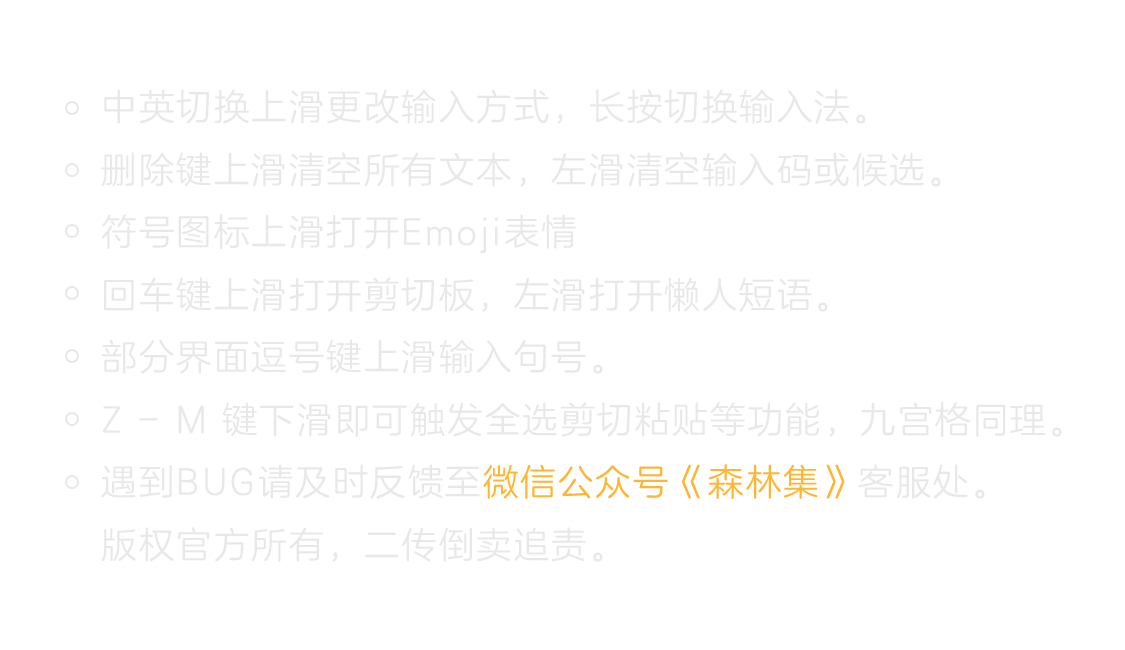 中英切换上滑更改输入方式，长按切换输入法。
删除键上滑清空所有文本，左滑清空输入码或候选。
符号图标上滑打开Emoji表情
回车键上滑打开剪切板，左滑打开懒人短语。
部分界面逗号键上滑输入句号。
Z - M 键下滑即可触发全选剪切粘贴等功能，九宫格同理。
遇到BUG请及时反馈至微信公众号《森林集》客服处。
版权官方所有，二传倒卖追责。